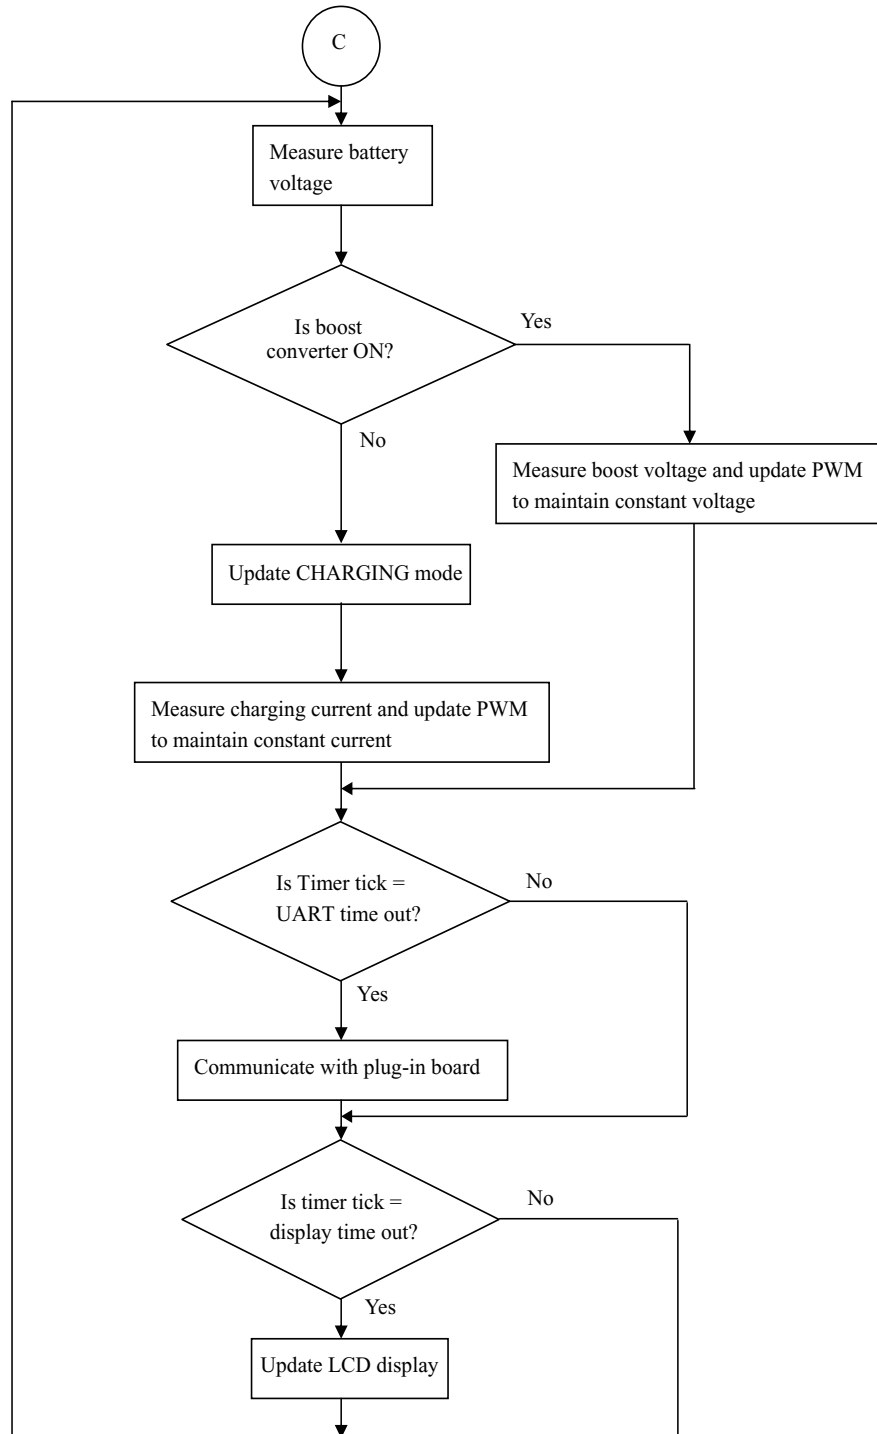 C
Measure battery
voltage
Is boost
converter ON?
Yes
No
Measure boost voltage and update PWM
to maintain constant voltage
Update CHARGING mode
Measure charging current and update PWM
to maintain constant current
Is Timer tick =
UART time out?
No
Yes
Communicate with plug-in board
Is timer tick =
display time out?
No
Yes
Update LCD display